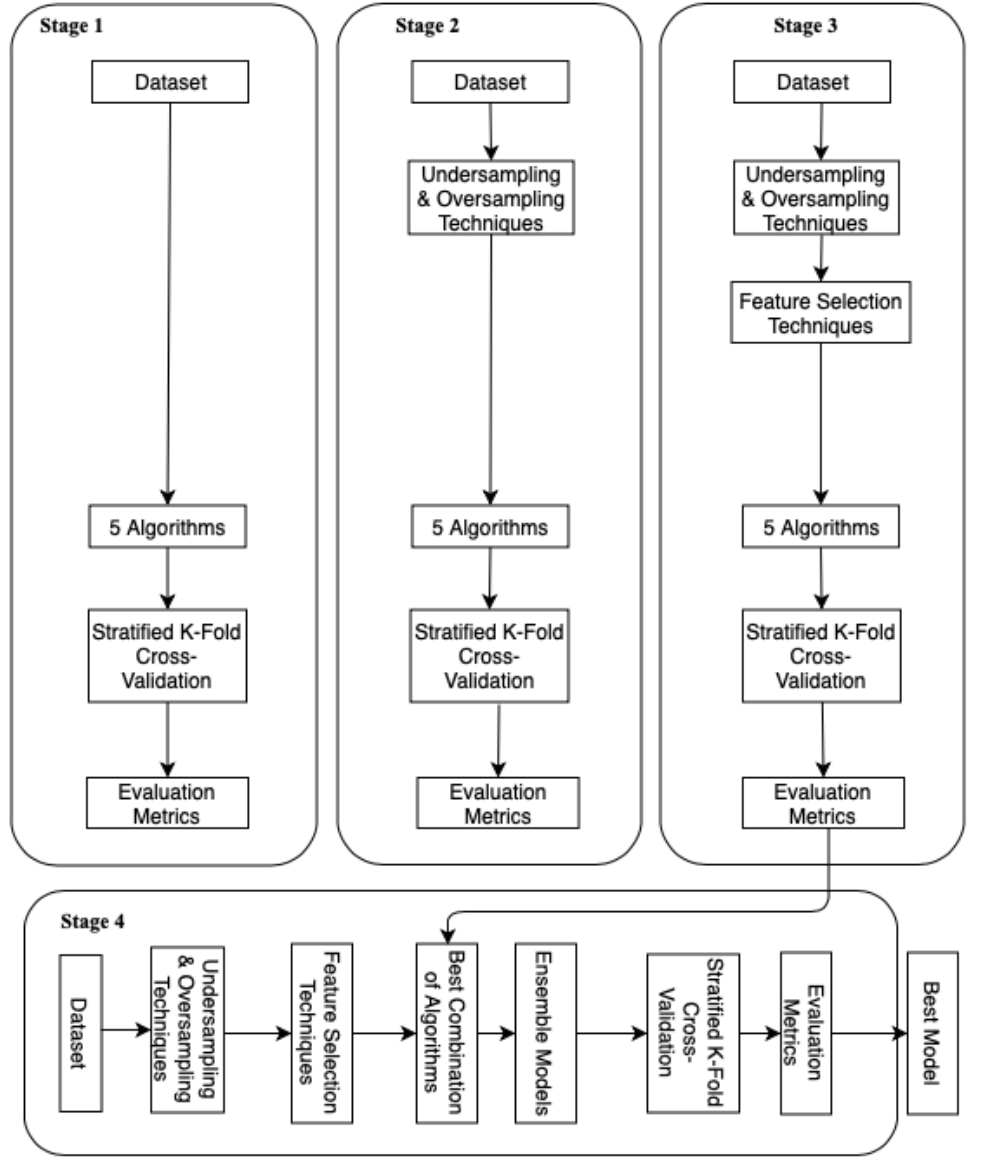 Stage 1
Dataset
5 Algorithms
Stratified K-Fold
Cross-
Validation
Evaluation
Metrics
Stage 2
Dataset
Undersampling
& Oversampling
Techniques
5 Algorithms
Stratified K-Fold
Cross-
Validation
Evaluation
Metrics
Stage 3
Dataset
Undersampling
& Oversampling
Techniques
Feature Selection
Techniques
5 Algorithms
Stratified K-Fold
Cross-
Validation
Evaluation
Metrics
Stage 4
Dataset
Undersampling
& Oversampling
Techniques
Feature Selection
Techniques
Best Combination
of Algorithms
Ensemble Models
Stratified K-Fold
Cross-
Validation
Evaluation
Metrics
Best Model